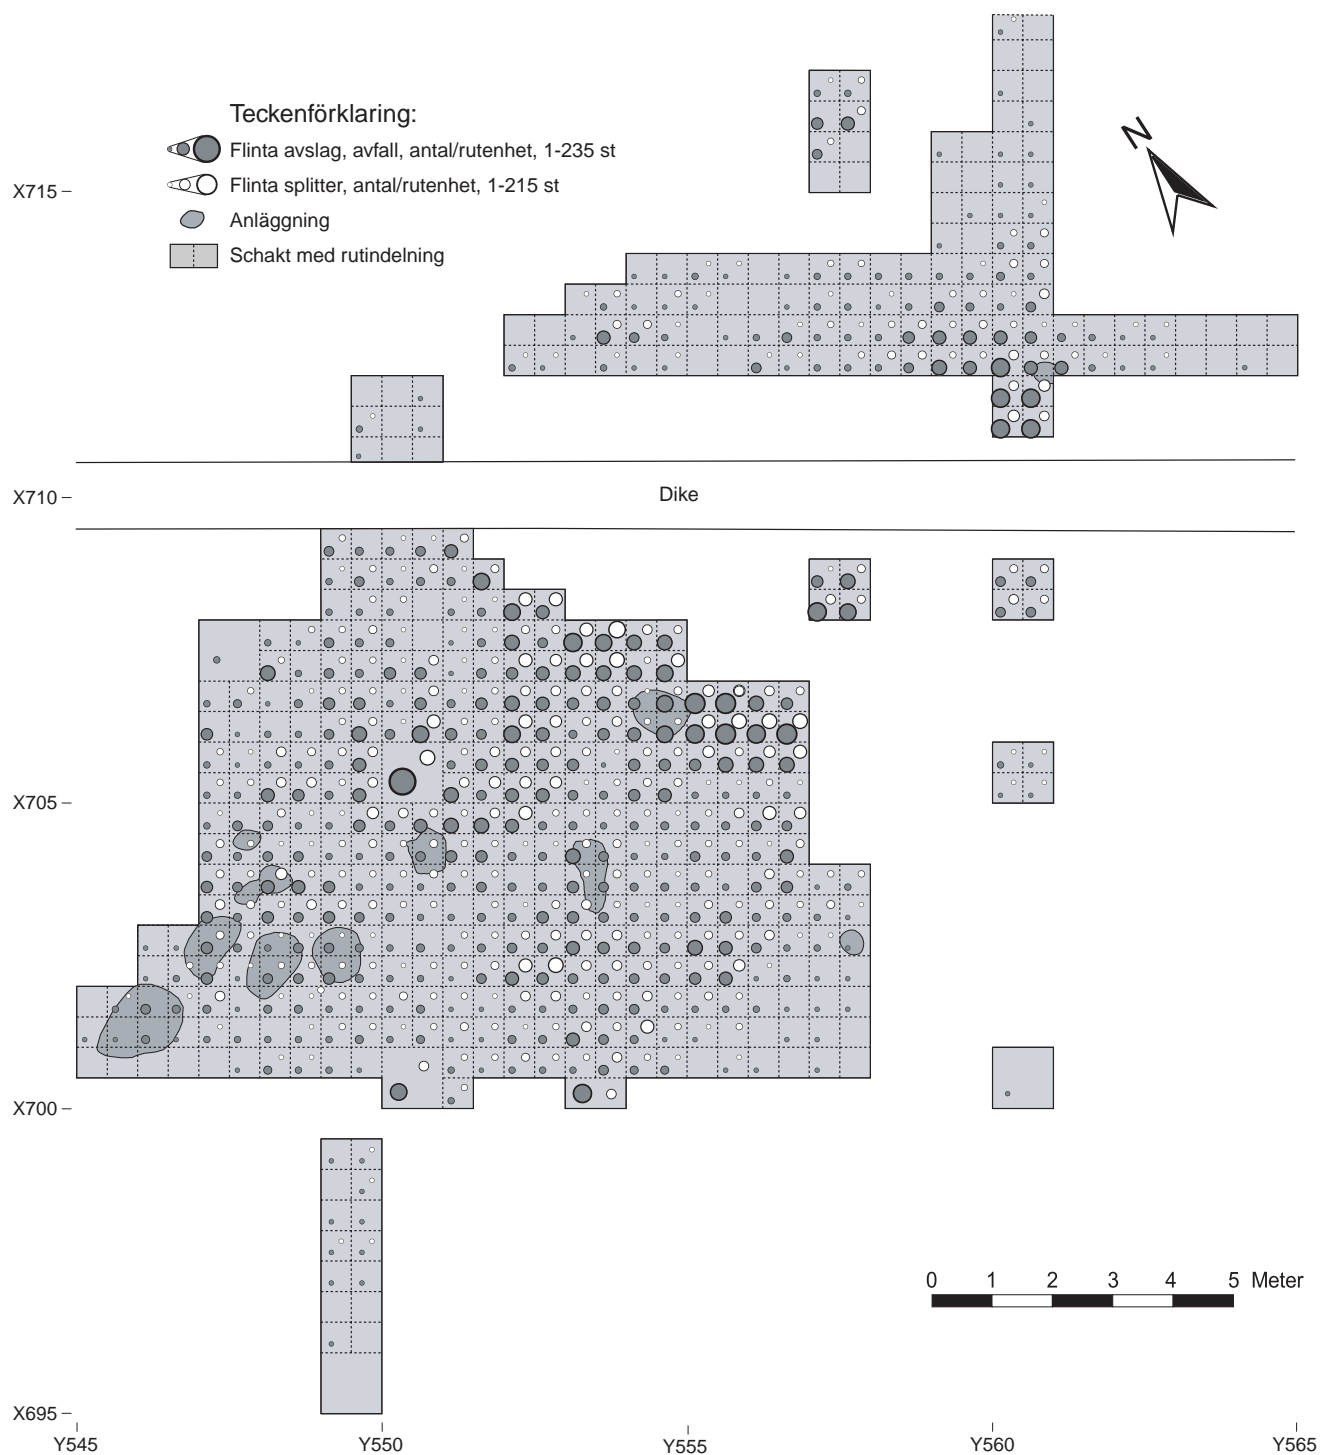 Teckenförklaring:
Flinta avslag, avfall, antal/rutenhet, 1-235 st
Flinta splitter, antal/rutenhet, 1-215 st
Anläggning
Schakt med rutindelning
N
X715
X710
Dike
X705
X700
0 1 2 3 4 5 Meter
X695
Y545 Y550 Y555 Y560 Y565